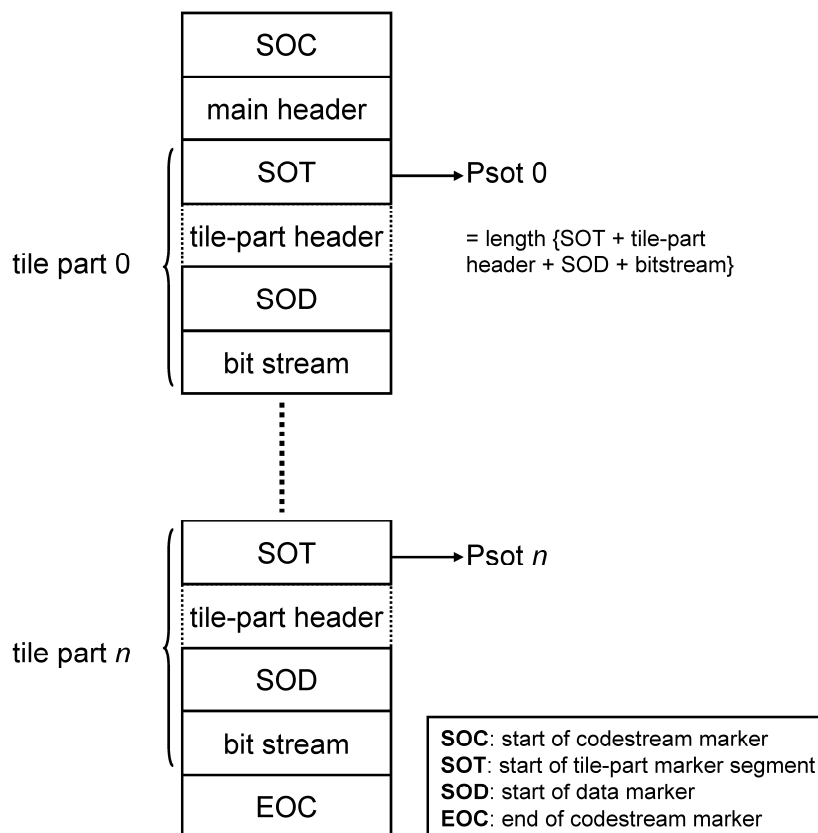 SOC
main header
SOT
Psot 0
tile-part header
= length {SOT + tile-part
header + SOD + bitstream}
tile part 0
SOD
bit stream
SOT
Psot n
tile-part header
tile part n
SOD
bit stream
EOC
SOC: start of codestream marker
SOT: start of tile-part marker segment
SOD: start of data marker
EOC: end of codestream marker